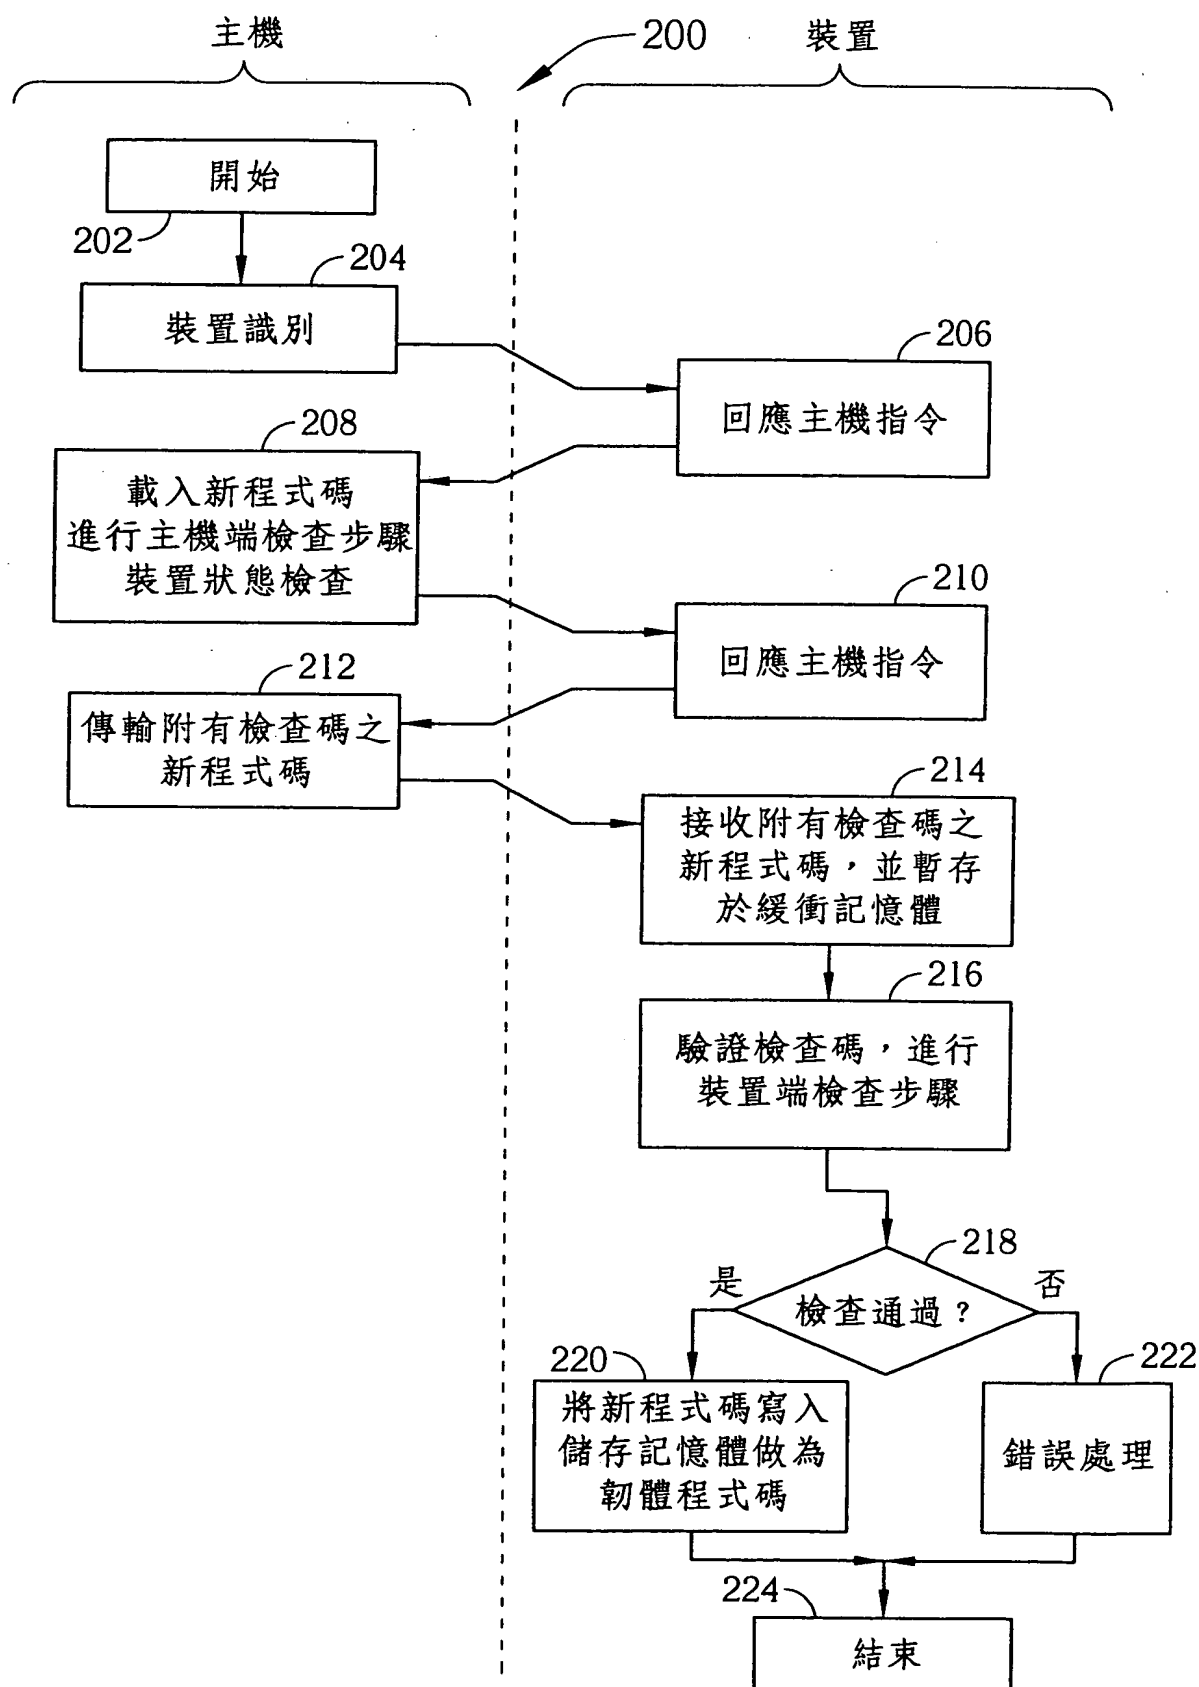 主機
200
裝置
開始
202
204
裝置識別
206
回應主機指令
208
載入新程式碼
進行主機端檢查步驟
裝置狀態檢查
210
回應主機指令
212
傳輸附有檢查碼之
新程式碼
214
接收附有檢查碼之
新程式碼，並暫存
於緩衝記憶體
216
驗證檢查碼，進行
裝置端檢查步驟
218
是
否
檢查通過？
220
將新程式碼寫入
儲存記憶體做為
韌體程式碼
222
錯誤處理
224
結束